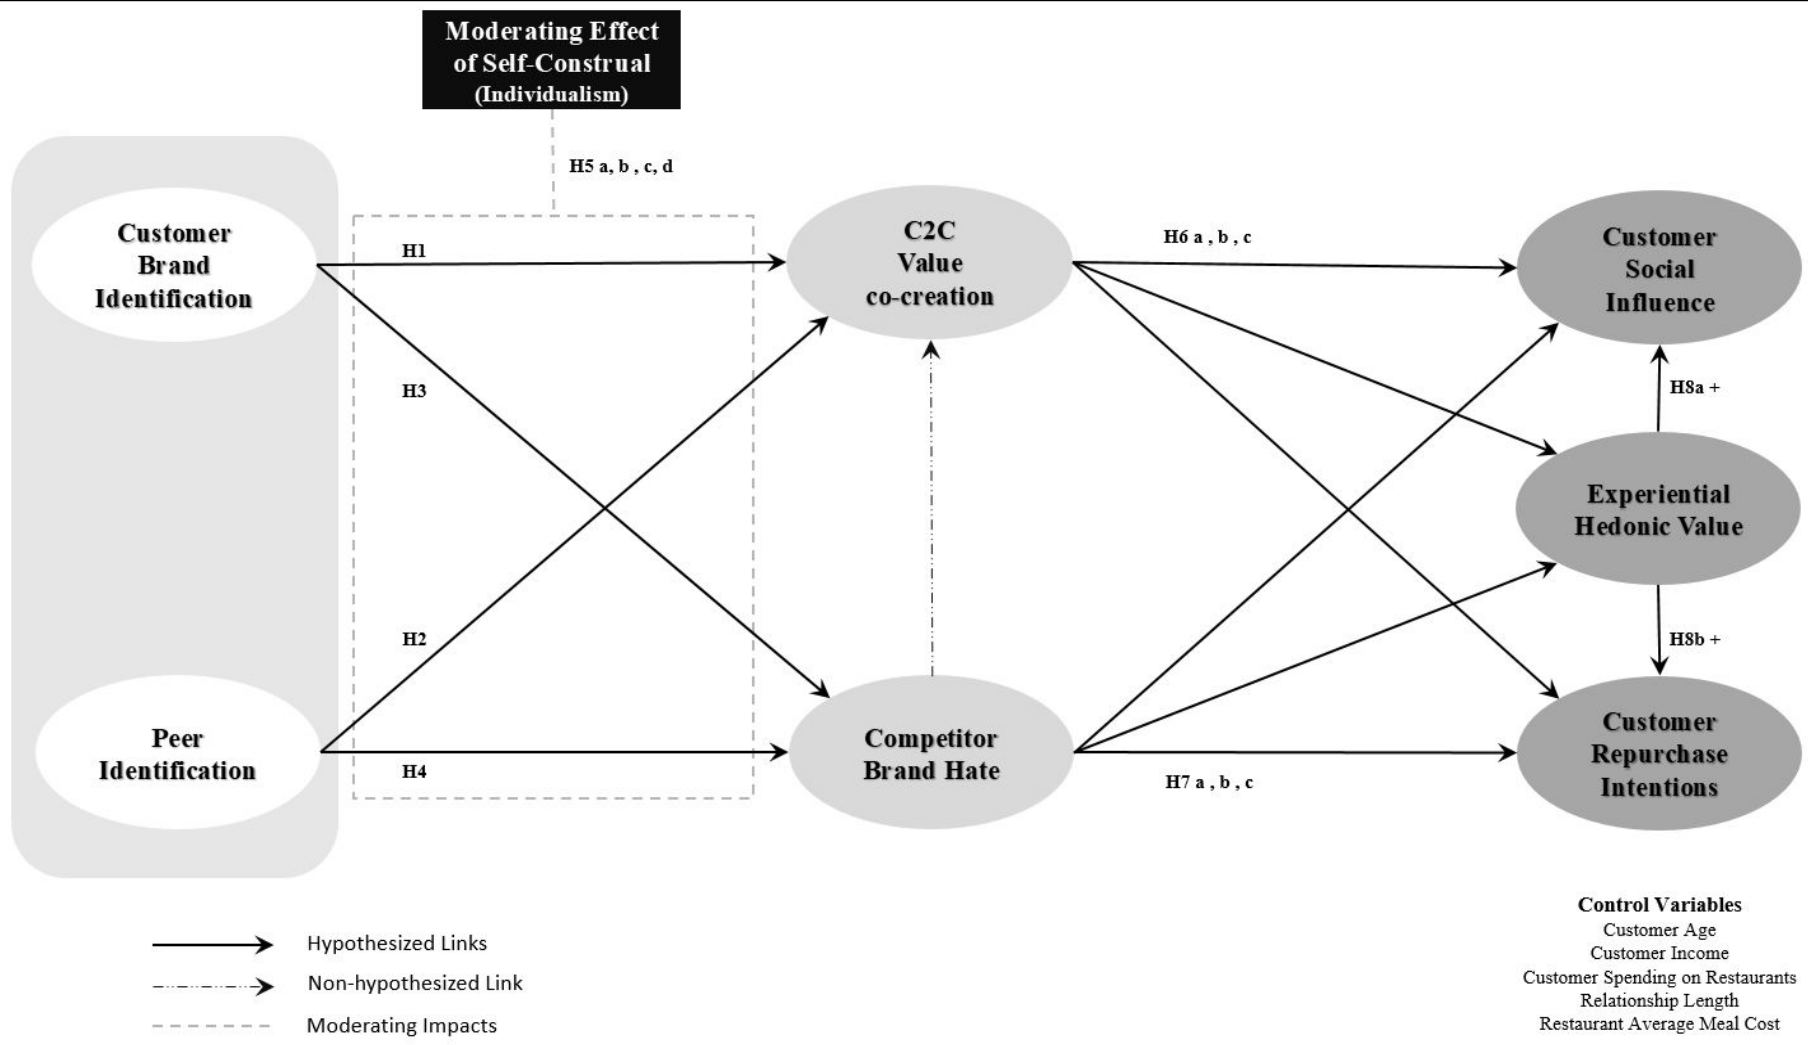 Moderating Effect
of Self-Construal
(Individualism)
H5 a, b , c, d
Customer
Brand
Identification
H1
C2C
Value
co-creation
H6 a , b , c
Customer
Social
Influence
H3
H8a +
Experiential
Hedonic Value
H2
H8b +
Peer
Identification
H4
Competitor
Brand Hate
H7 a , b , c
Customer
Repurchase
Intentions
Hypothesized Links
Non-hypothesized Link
Moderating Impacts
Control Variables
Customer Age
Customer Income
Customer Spending on Restaurants
Relationship Length
Restaurant Average Meal Cost